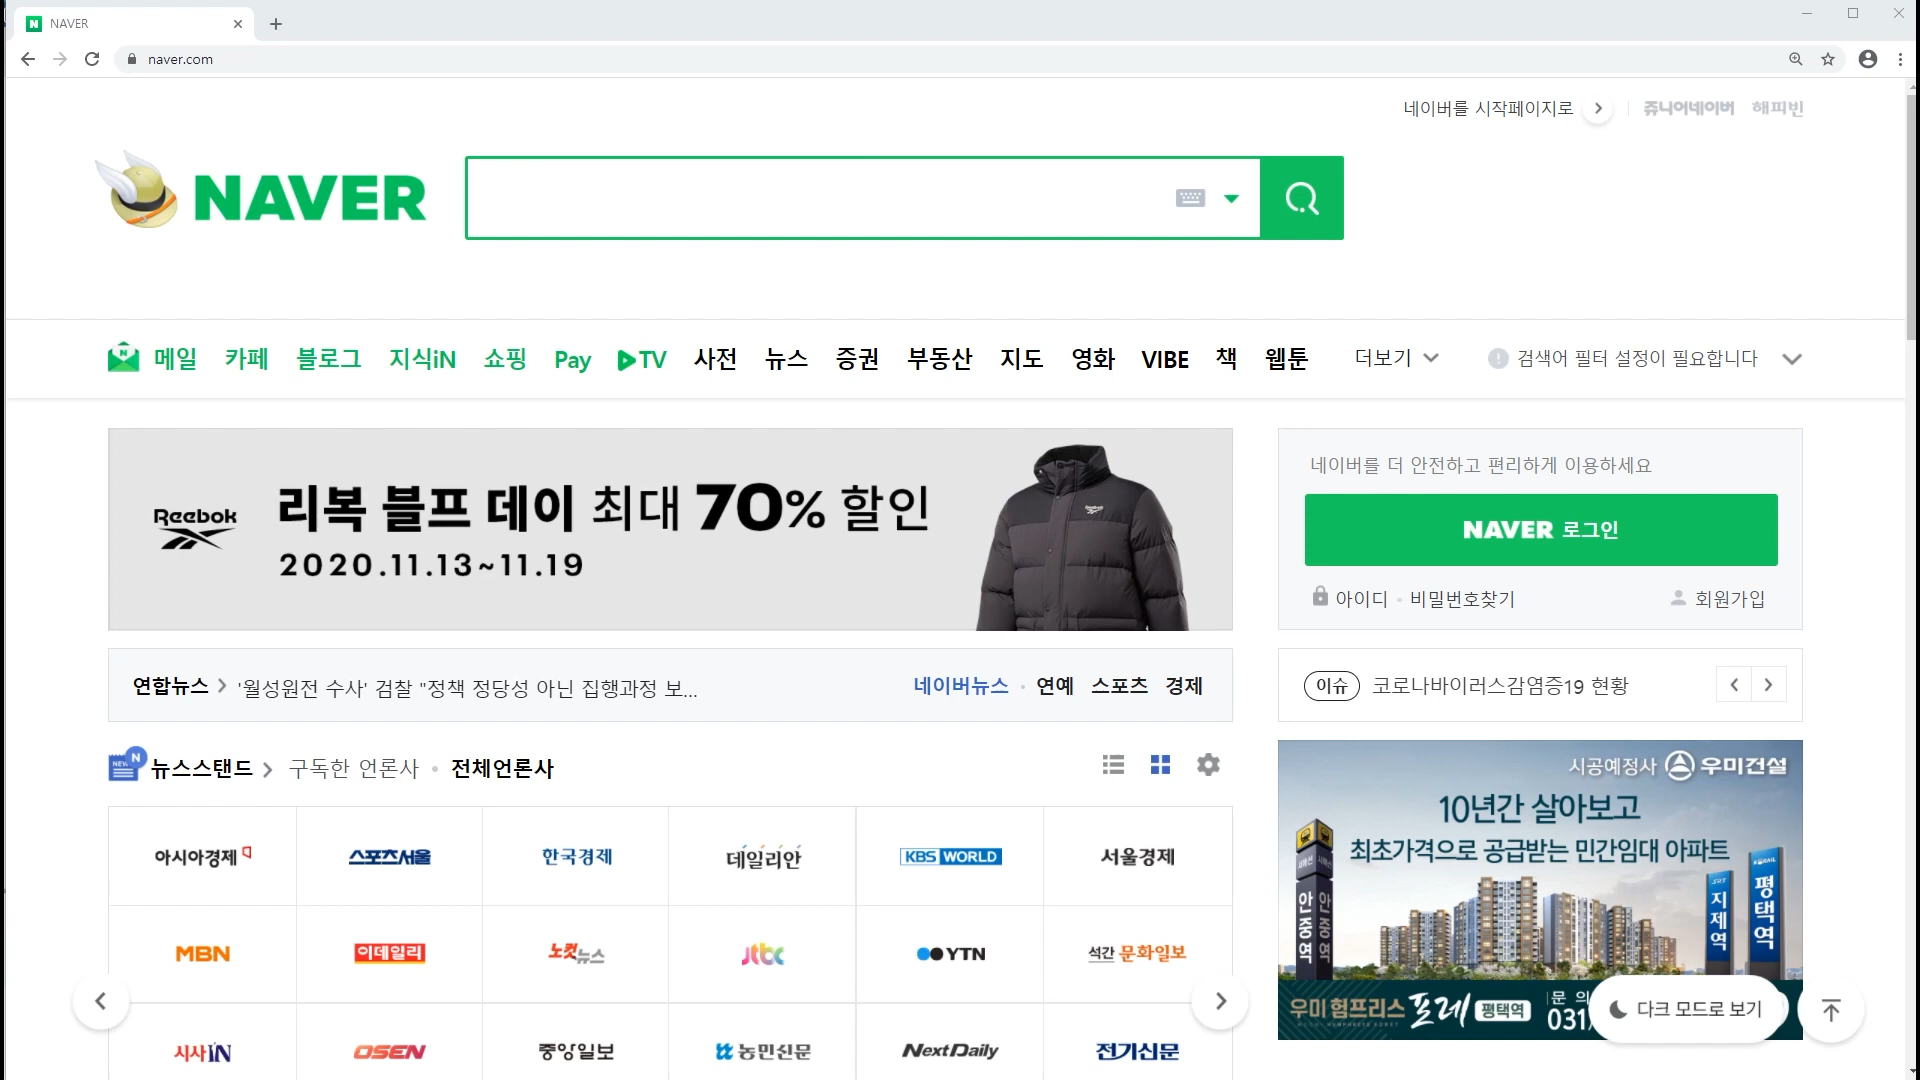 NAVER
naver.com
네이버를 시작페이지로
쥬니어네이버 해피빈
NAVER
메일 카페 블로그 지식iN 쇼핑 Pay TV 사전 뉴스 증권 부동산 지도 영화 VIBE 책 웹툰 더보기 검색어 필터 설정이 필요합니다
Reebok
리복 블프 데이 최대 70% 할인
2020.11.13~11.19
네이버를 더 안전하고 편리하게 이용하세요
NAVER 로그인
아이디 · 비밀번호찾기 회원가입
연합뉴스 '월성원전 수사' 검찰 "정책 정당성 아닌 집행과정 보...
네이버뉴스 · 연예 스포츠 경제
이슈 코로나바이러스감염증19 현황
뉴스스탠드 구독한 언론사 · 전체언론사
아시아경제 스포츠서울 한국경제 데일리안 KBS WORLD 서울경제
MBN 이데일리 노컷뉴스 jtbc YTN 석간 문화일보
시사iN OSEN 중앙일보 농민신문 NextDaily 전기신문
시공예정사 우미건설
10년간 살아보고
최초가격으로 공급받는 민간임대 아파트
안중역
안중역
SRT 지제역
KORAIL 평택역
우미 험프리스 포레 평택역
문 의
031)
다크 모드로 보기